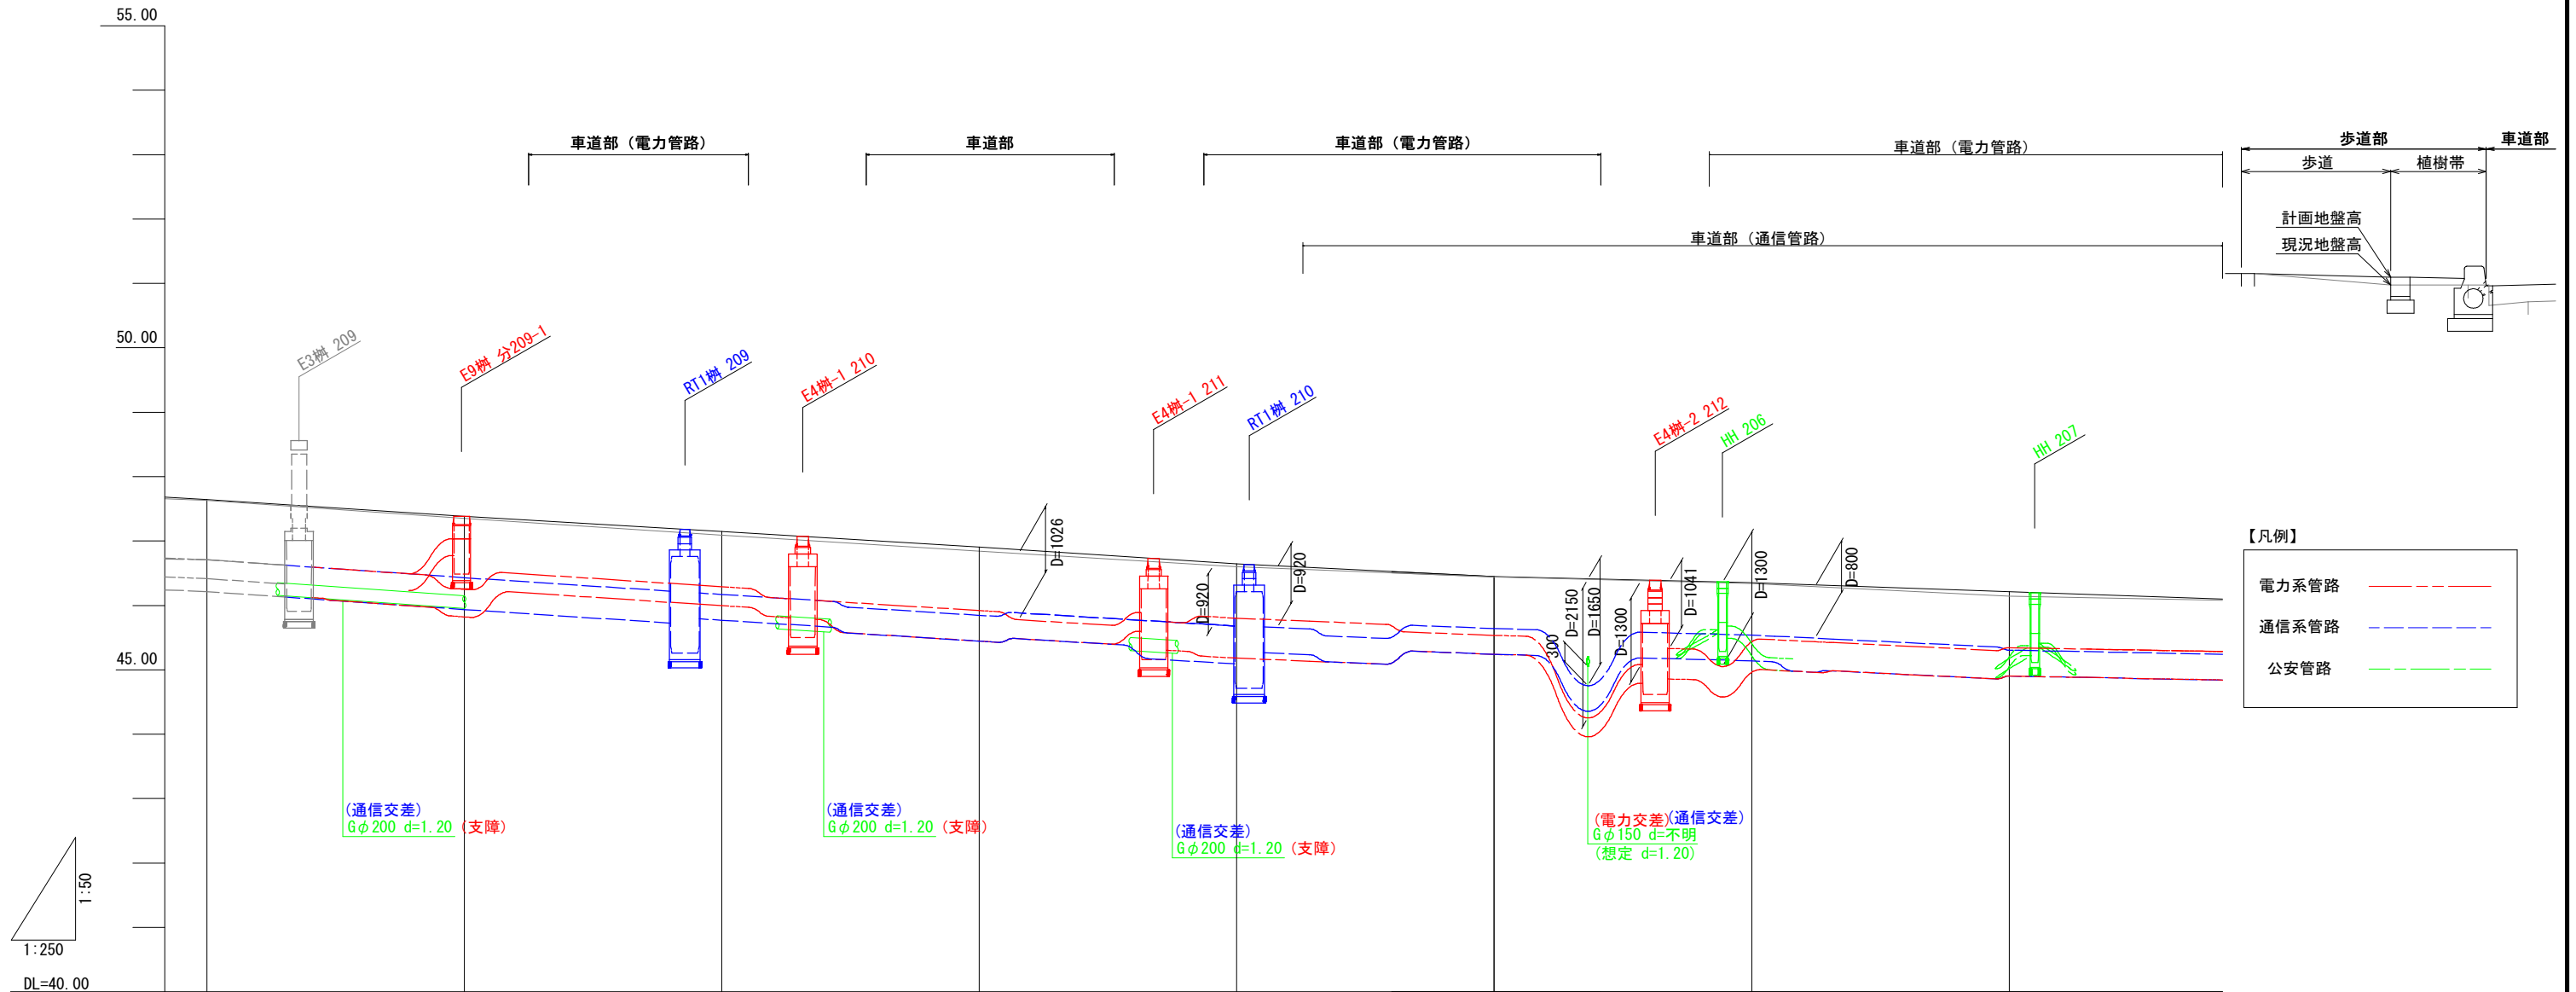 55.00
車道部（電力管路）
車道部
車道部（電力管路）
車道部（電力管路）
歩道部
車道部
歩道
植樹帯
計画地盤高
現況地盤高
車道部（通信管路）
50.00
E3桝 209
E9桝 分209-1
RT1桝 209
E4桝-1 210
E4桝-1 211
RT1桝 210
E4桝-2 212
HH 206
HH 207
D=1026
D=920
D=920
300
D=2150
D=1650
D=1300
D=1041
D=1300
D=800
45.00
【凡例】
電力系管路
通信系管路
公安管路
(通信交差)
Gφ200 d=1.20 (支障)
(通信交差)
Gφ200 d=1.20 (支障)
(通信交差)
Gφ200 d=1.20 (支障)
(電力交差)(通信交差)
Gφ150 d=不明
(想定 d=1.20)
1:50
1:250
DL=40.00